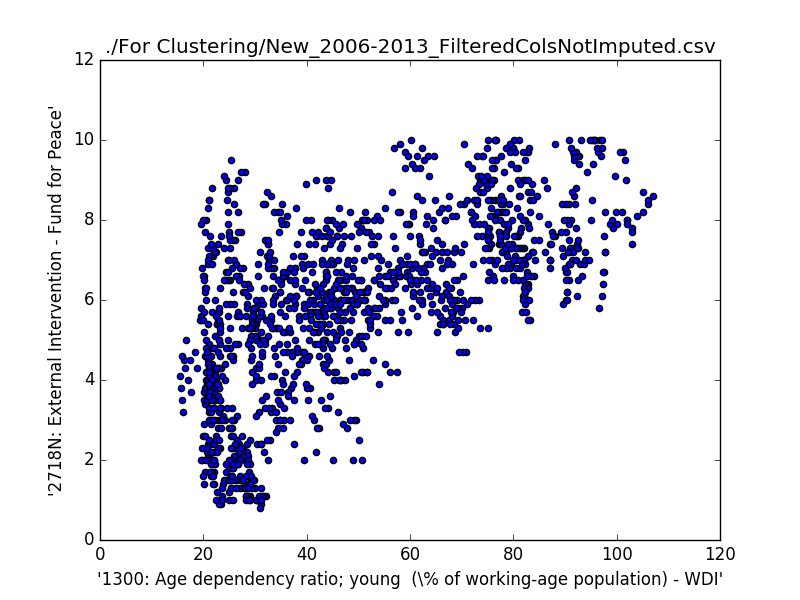 ./For Clustering/New_2006-2013_FilteredColsNotImputed.csv
12
10
8
6
4
2
0
'2718N: External Intervention - Fund for Peace'
0 20 40 60 80 100 120
'1300: Age dependency ratio; young (\% of working-age population) - WDI'